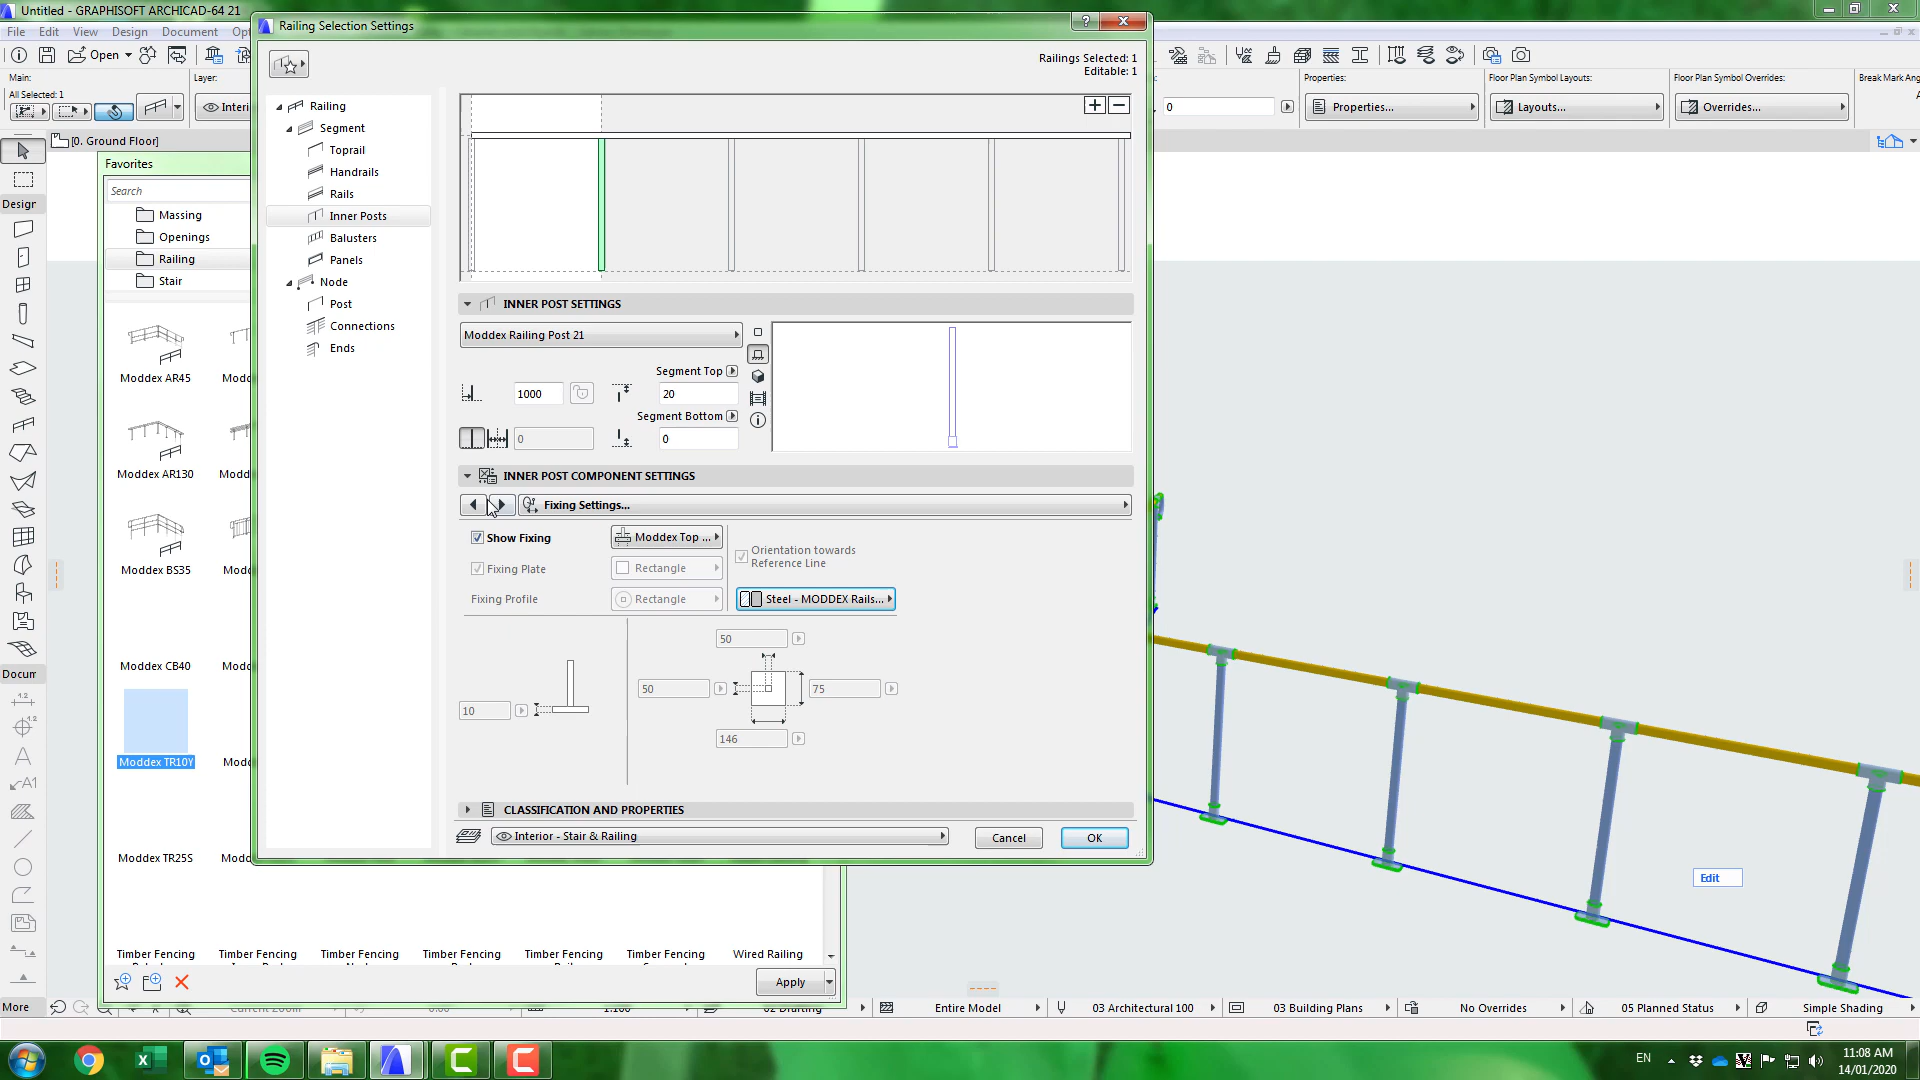 Untitled - GRAPHISOFT ARCHICAD-64 21
File Edit View Design Document
Open
Main:
All Selected: 1
Layer:
[0. Ground Floor]
Favorites
Search
Massing
Openings
Railing
Stair
Moddex AR45
Moddex AR130
Moddex BS35
Moddex CB40
Moddex TR10Y
Moddex TR25S
Timber Fencing Timber Fencing Timber Fencing Timber Fencing Timber Fencing Timber Fencing Wired Railing
Apply
Design
More
Railing Selection Settings
Railings Selected: 1
Editable: 1
Railing
Segment
Toprail
Handrails
Rails
Inner Posts
Balusters
Panels
Node
Post
Connections
Ends
INNER POST SETTINGS
Moddex Railing Post 21
Segment Top
1000
20
Segment Bottom
0
0
INNER POST COMPONENT SETTINGS
Fixing Settings...
Show Fixing
Moddex Top ...
Orientation towards
Reference Line
Fixing Plate
Rectangle
Fixing Profile
Rectangle
Steel - MODDEX Rails...
50
50
75
10
146
CLASSIFICATION AND PROPERTIES
Interior - Stair & Railing
Cancel
OK
0
Properties:
Properties...
Floor Plan Symbol Layouts:
Layouts...
Floor Plan Symbol Overrides:
Overrides...
Break Mark
Edit
Entire Model
03 Architectural 100
03 Building Plans
No Overrides
05 Planned Status
Simple Shading
EN
11:08 AM
14/01/2020